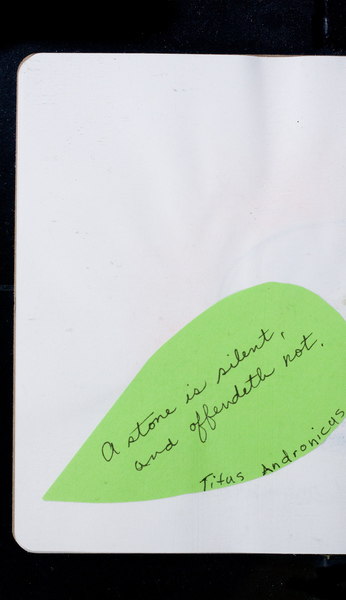 A stone is silent,
and offendeth not.
Titus Andronicus